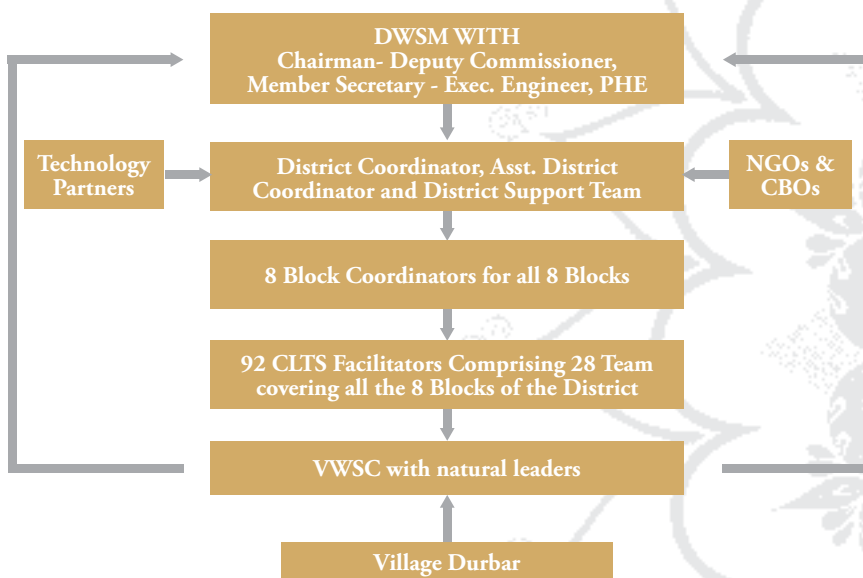 DWSM WITH
Chairman- Deputy Commissioner,
Member Secretary - Exec. Engineer, PHE
Technology
Partners
District Coordinator, Asst. District
Coordinator and District Support Team
NGOs &
CBOs
8 Block Coordinators for all 8 Blocks
92 CLTS Facilitators Comprising 28 Team
covering all the 8 Blocks of the District
VWSC with natural leaders
Village Durbar